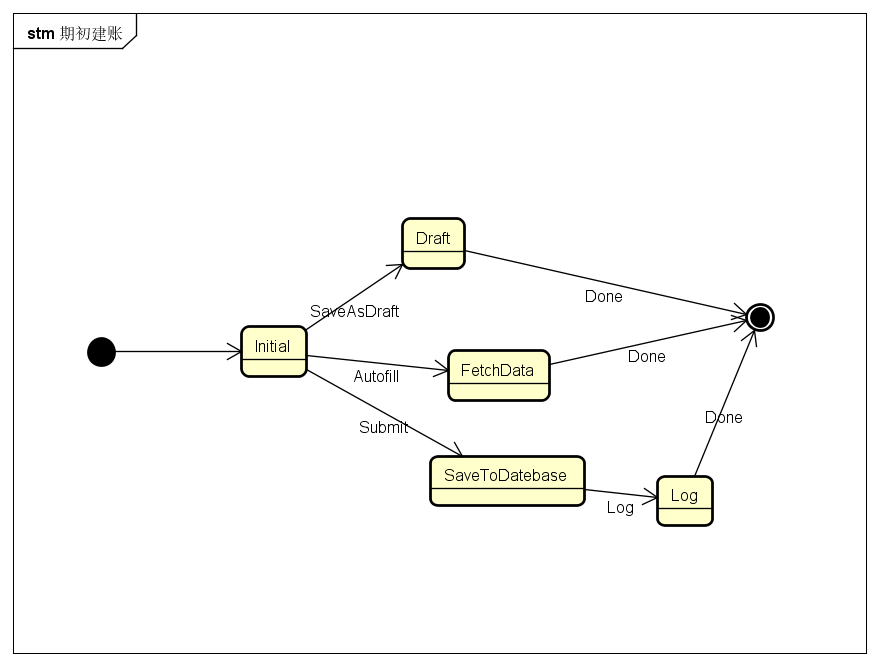 stm 期初建账
Draft
Done
SaveAsDraft
Initial
FetchData
Done
Autofill
Submit
Done
SaveToDatebase
Log
Log